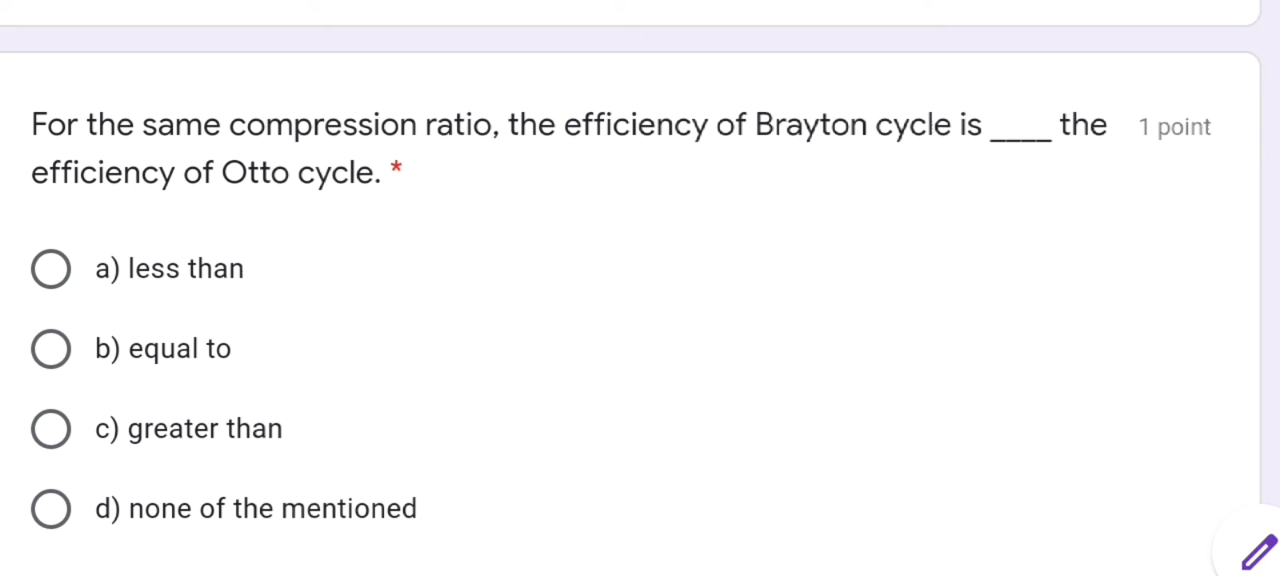 For the same compression ratio, the efficiency of Brayton cycle is ____ the 1 point
efficiency of Otto cycle. *
a) less than
b) equal to
c) greater than
d) none of the mentioned